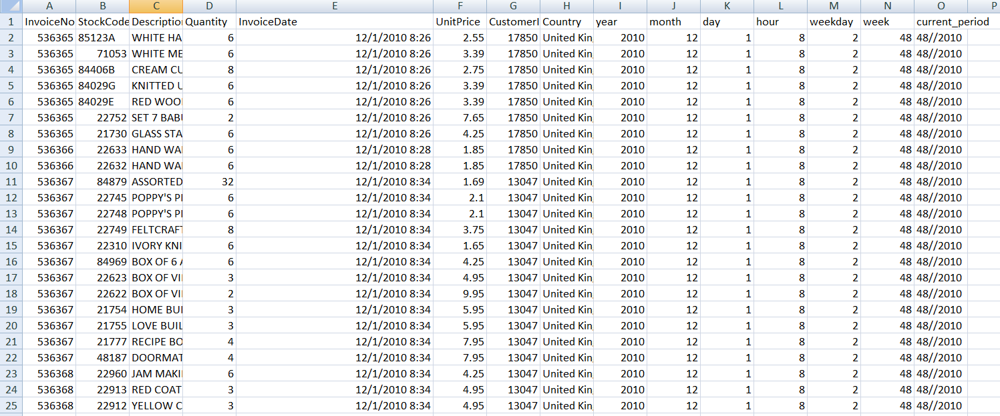 A B C D E F G H I J K L M N O P
1 InvoiceNo StockCode Description Quantity InvoiceDate UnitPrice CustomerI Country year month day hour weekday week current_period
2 536365 85123A WHITE HA 6 12/1/2010 8:26 2.55 17850 United Kin 2010 12 1 8 2 48 48//2010
3 536365 71053 WHITE ME 6 12/1/2010 8:26 3.39 17850 United Kin 2010 12 1 8 2 48 48//2010
4 536365 84406B CREAM CU 8 12/1/2010 8:26 2.75 17850 United Kin 2010 12 1 8 2 48 48//2010
5 536365 84029G KNITTED U 6 12/1/2010 8:26 3.39 17850 United Kin 2010 12 1 8 2 48 48//2010
6 536365 84029E RED WOO 6 12/1/2010 8:26 3.39 17850 United Kin 2010 12 1 8 2 48 48//2010
7 536365 22752 SET 7 BAB 2 12/1/2010 8:26 7.65 17850 United Kin 2010 12 1 8 2 48 48//2010
8 536365 21730 GLASS STA 6 12/1/2010 8:26 4.25 17850 United Kin 2010 12 1 8 2 48 48//2010
9 536366 22633 HAND WA 6 12/1/2010 8:28 1.85 17850 United Kin 2010 12 1 8 2 48 48//2010
10 536366 22632 HAND WA 6 12/1/2010 8:28 1.85 17850 United Kin 2010 12 1 8 2 48 48//2010
11 536367 84879 ASSORTED 32 12/1/2010 8:34 1.69 13047 United Kin 2010 12 1 8 2 48 48//2010
12 536367 22745 POPPY'S P 6 12/1/2010 8:34 2.1 13047 United Kin 2010 12 1 8 2 48 48//2010
13 536367 22748 POPPY'S P 6 12/1/2010 8:34 2.1 13047 United Kin 2010 12 1 8 2 48 48//2010
14 536367 22749 FELTCRAFT 8 12/1/2010 8:34 3.75 13047 United Kin 2010 12 1 8 2 48 48//2010
15 536367 22310 IVORY KNI 6 12/1/2010 8:34 1.65 13047 United Kin 2010 12 1 8 2 48 48//2010
16 536367 84969 BOX OF 6 A 6 12/1/2010 8:34 4.25 13047 United Kin 2010 12 1 8 2 48 48//2010
17 536367 22623 BOX OF VI 3 12/1/2010 8:34 4.95 13047 United Kin 2010 12 1 8 2 48 48//2010
18 536367 22622 BOX OF VI 2 12/1/2010 8:34 9.95 13047 United Kin 2010 12 1 8 2 48 48//2010
19 536367 21754 HOME BUI 3 12/1/2010 8:34 5.95 13047 United Kin 2010 12 1 8 2 48 48//2010
20 536367 21755 LOVE BUIL 3 12/1/2010 8:34 5.95 13047 United Kin 2010 12 1 8 2 48 48//2010
21 536367 21777 RECIPE BO 4 12/1/2010 8:34 7.95 13047 United Kin 2010 12 1 8 2 48 48//2010
22 536367 48187 DOORMAT 4 12/1/2010 8:34 7.95 13047 United Kin 2010 12 1 8 2 48 48//2010
23 536368 22960 JAM MAKI 6 12/1/2010 8:34 4.25 13047 United Kin 2010 12 1 8 2 48 48//2010
24 536368 22913 RED COAT 3 12/1/2010 8:34 4.95 13047 United Kin 2010 12 1 8 2 48 48//2010
25 536368 22912 YELLOW C 3 12/1/2010 8:34 4.95 13047 United Kin 2010 12 1 8 2 48 48//2010